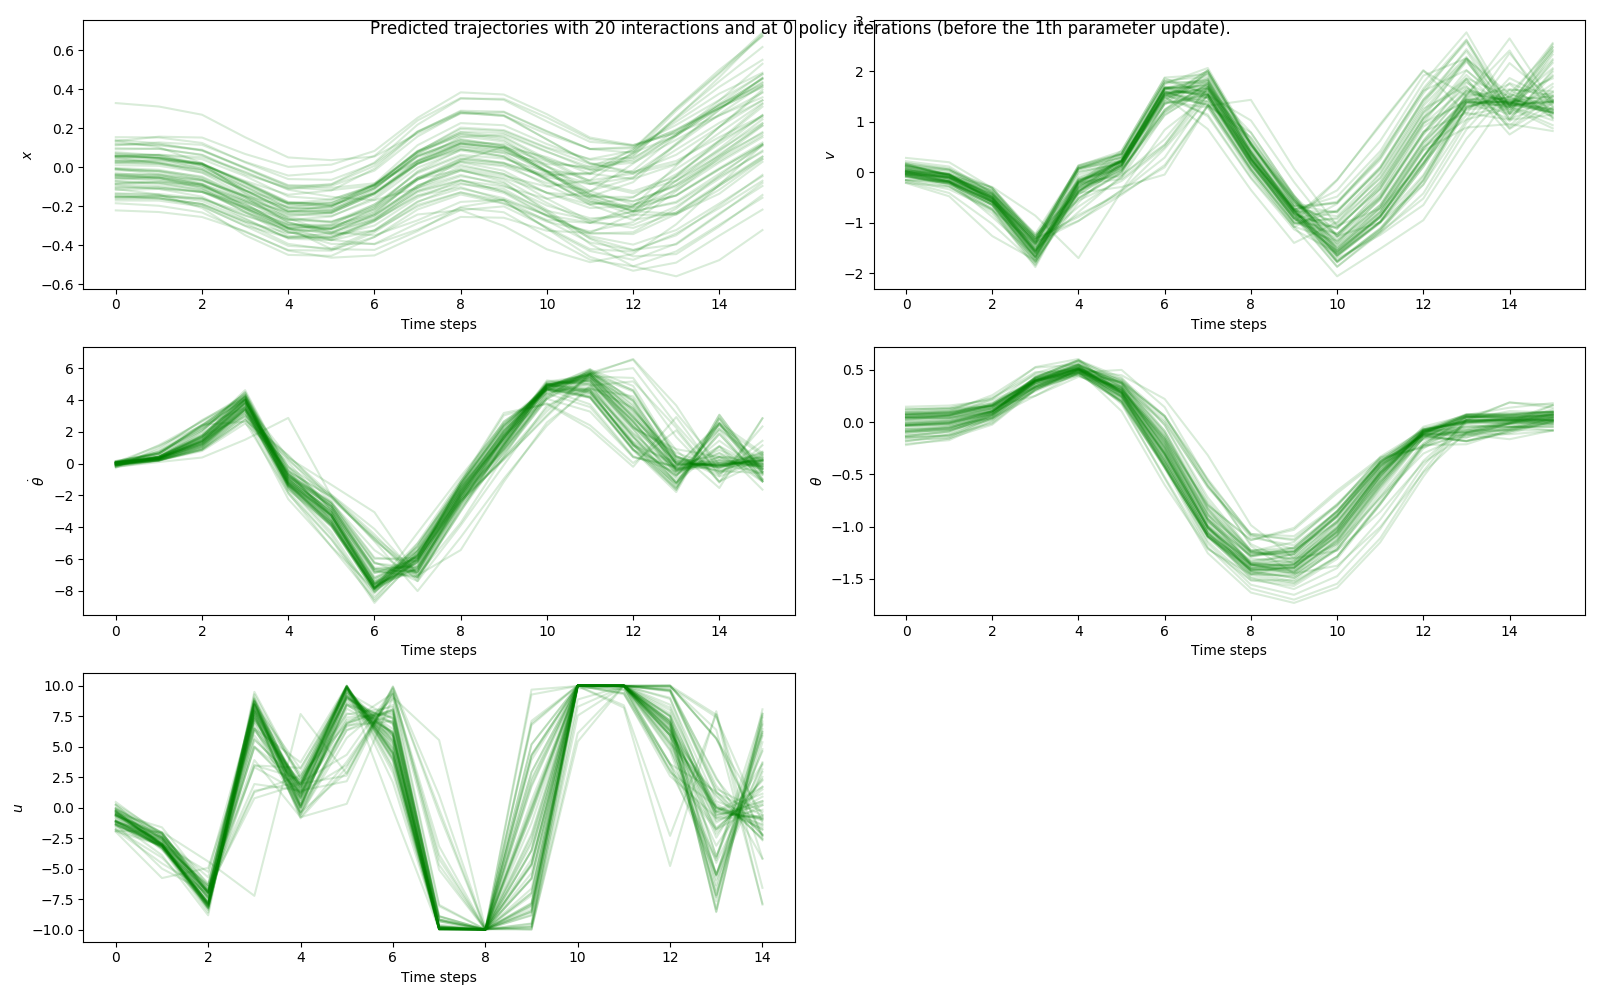 Predicted trajectories with 20 interactions and at 0 policy iterations (before the 1th parameter update).
0.6
0.4
0.2
0.0
−0.2
−0.4
−0.6
x
0 2 4 6 8 10 12 14
Time steps
3
2
1
0
−1
−2
v
0 2 4 6 8 10 12 14
Time steps
6
4
2
0
−2
−4
−6
−8
θ̇
0 2 4 6 8 10 12 14
Time steps
0.5
0.0
−0.5
−1.0
−1.5
θ
0 2 4 6 8 10 12 14
Time steps
10.0
7.5
5.0
2.5
0.0
−2.5
−5.0
−7.5
−10.0
u
0 2 4 6 8 10 12 14
Time steps